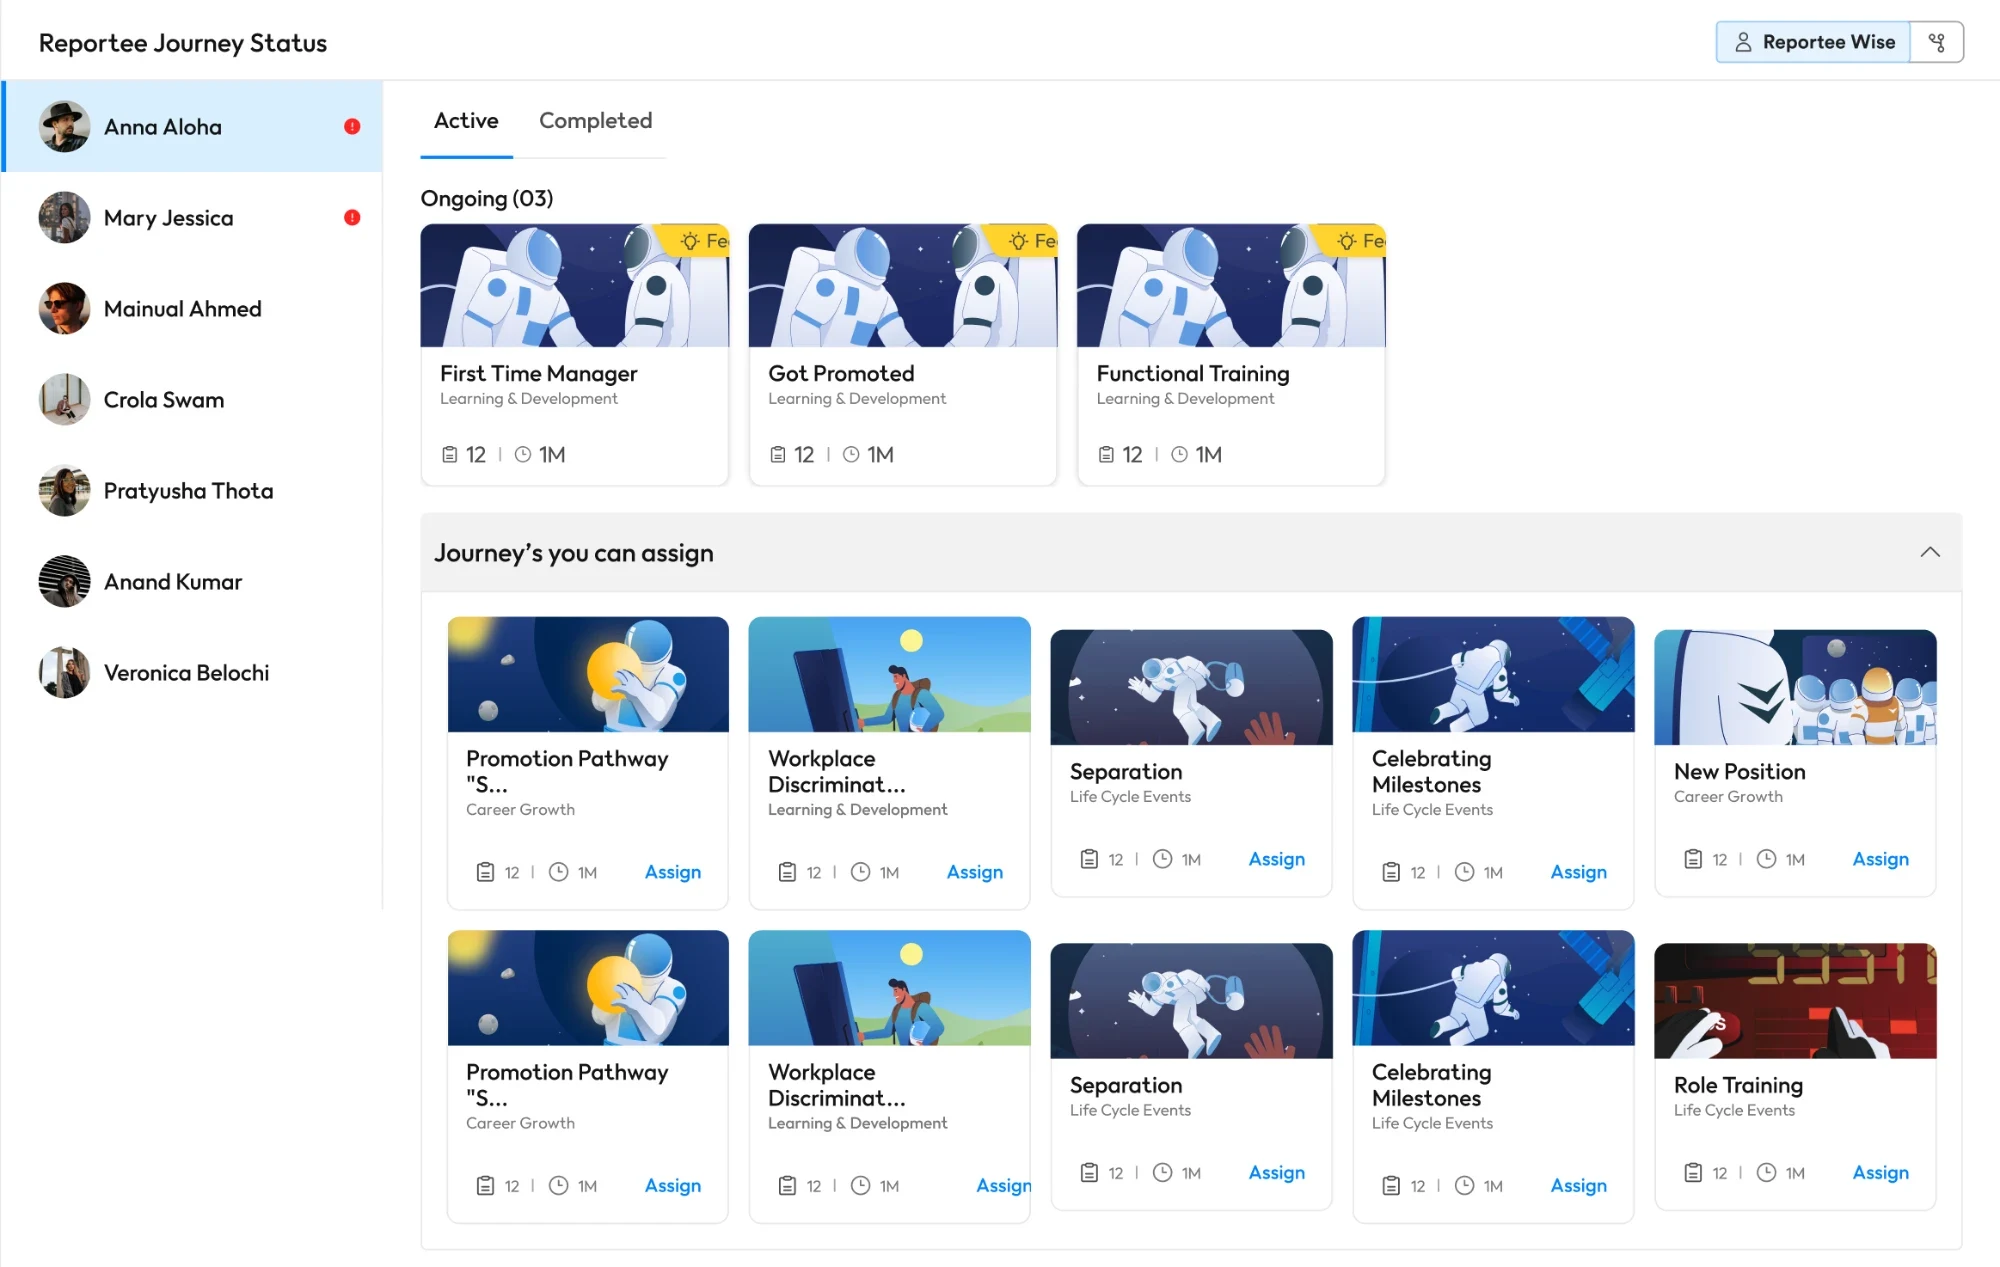 Reportee Journey Status
Reportee Wise
Anna Aloha
Mary Jessica
Mainual Ahmed
Crola Swam
Pratyusha Thota
Anand Kumar
Veronica Belochi
Active
Completed
Ongoing (03)
Fee
First Time Manager
Learning & Development
12 | 1M
Fee
Got Promoted
Learning & Development
12 | 1M
Fee
Functional Training
Learning & Development
12 | 1M
Journey’s you can assign
Promotion Pathway
"S...
Career Growth
12 | 1M Assign
Workplace
Discriminat...
Learning & Development
12 | 1M Assign
Separation
Life Cycle Events
12 | 1M Assign
Celebrating
Milestones
Life Cycle Events
12 | 1M Assign
New Position
Career Growth
12 | 1M Assign
Promotion Pathway
"S...
Career Growth
12 | 1M Assign
Workplace
Discriminat...
Learning & Development
12 | 1M Assign
Separation
Life Cycle Events
12 | 1M Assign
Celebrating
Milestones
Life Cycle Events
12 | 1M Assign
Role Training
Life Cycle Events
12 | 1M Assign